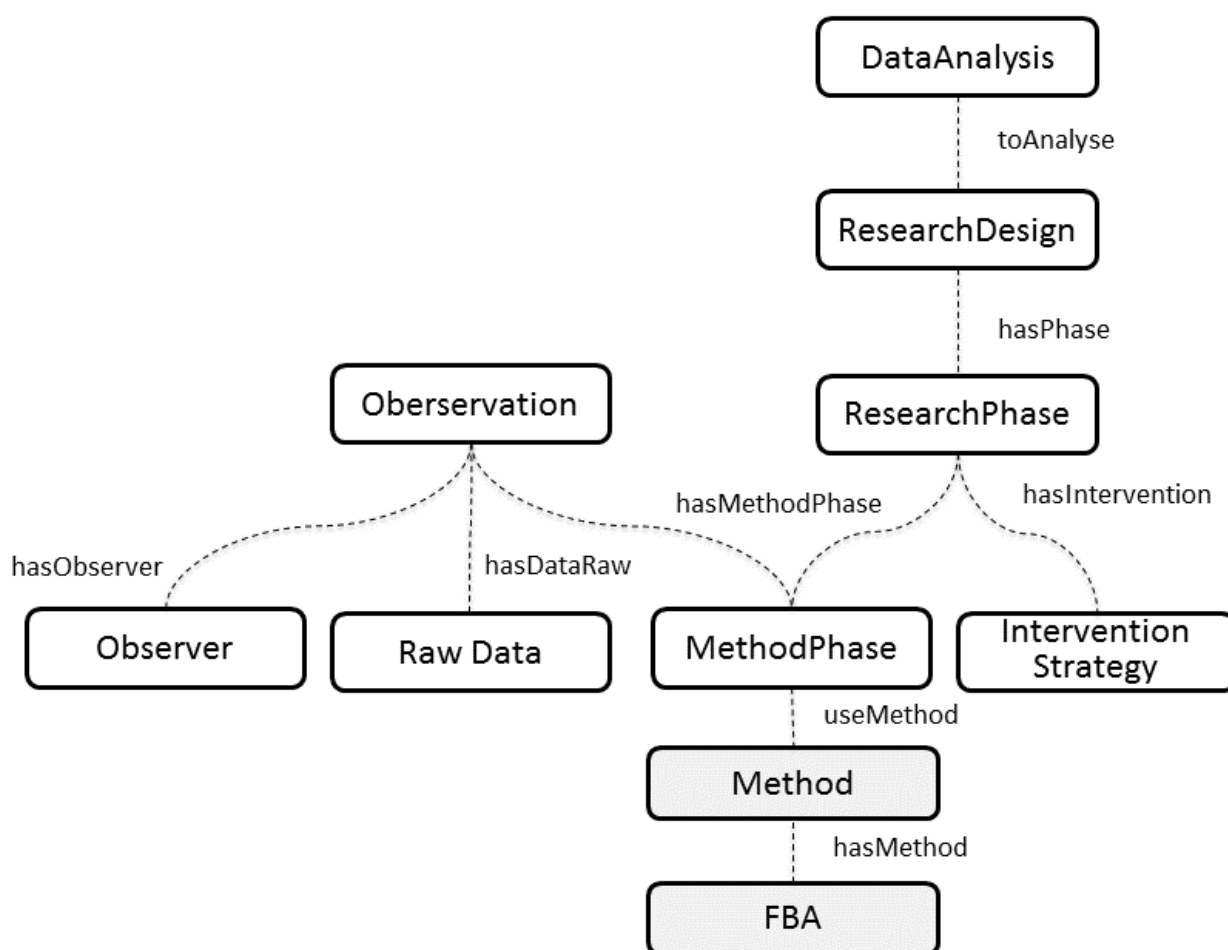 DataAnalysis
toAnalyse
ResearchDesign
hasPhase
Oberservation
ResearchPhase
hasMethodPhase
hasIntervention
hasObserver
hasDataRaw
Observer
Raw Data
MethodPhase
Intervention
Strategy
useMethod
Method
hasMethod
FBA